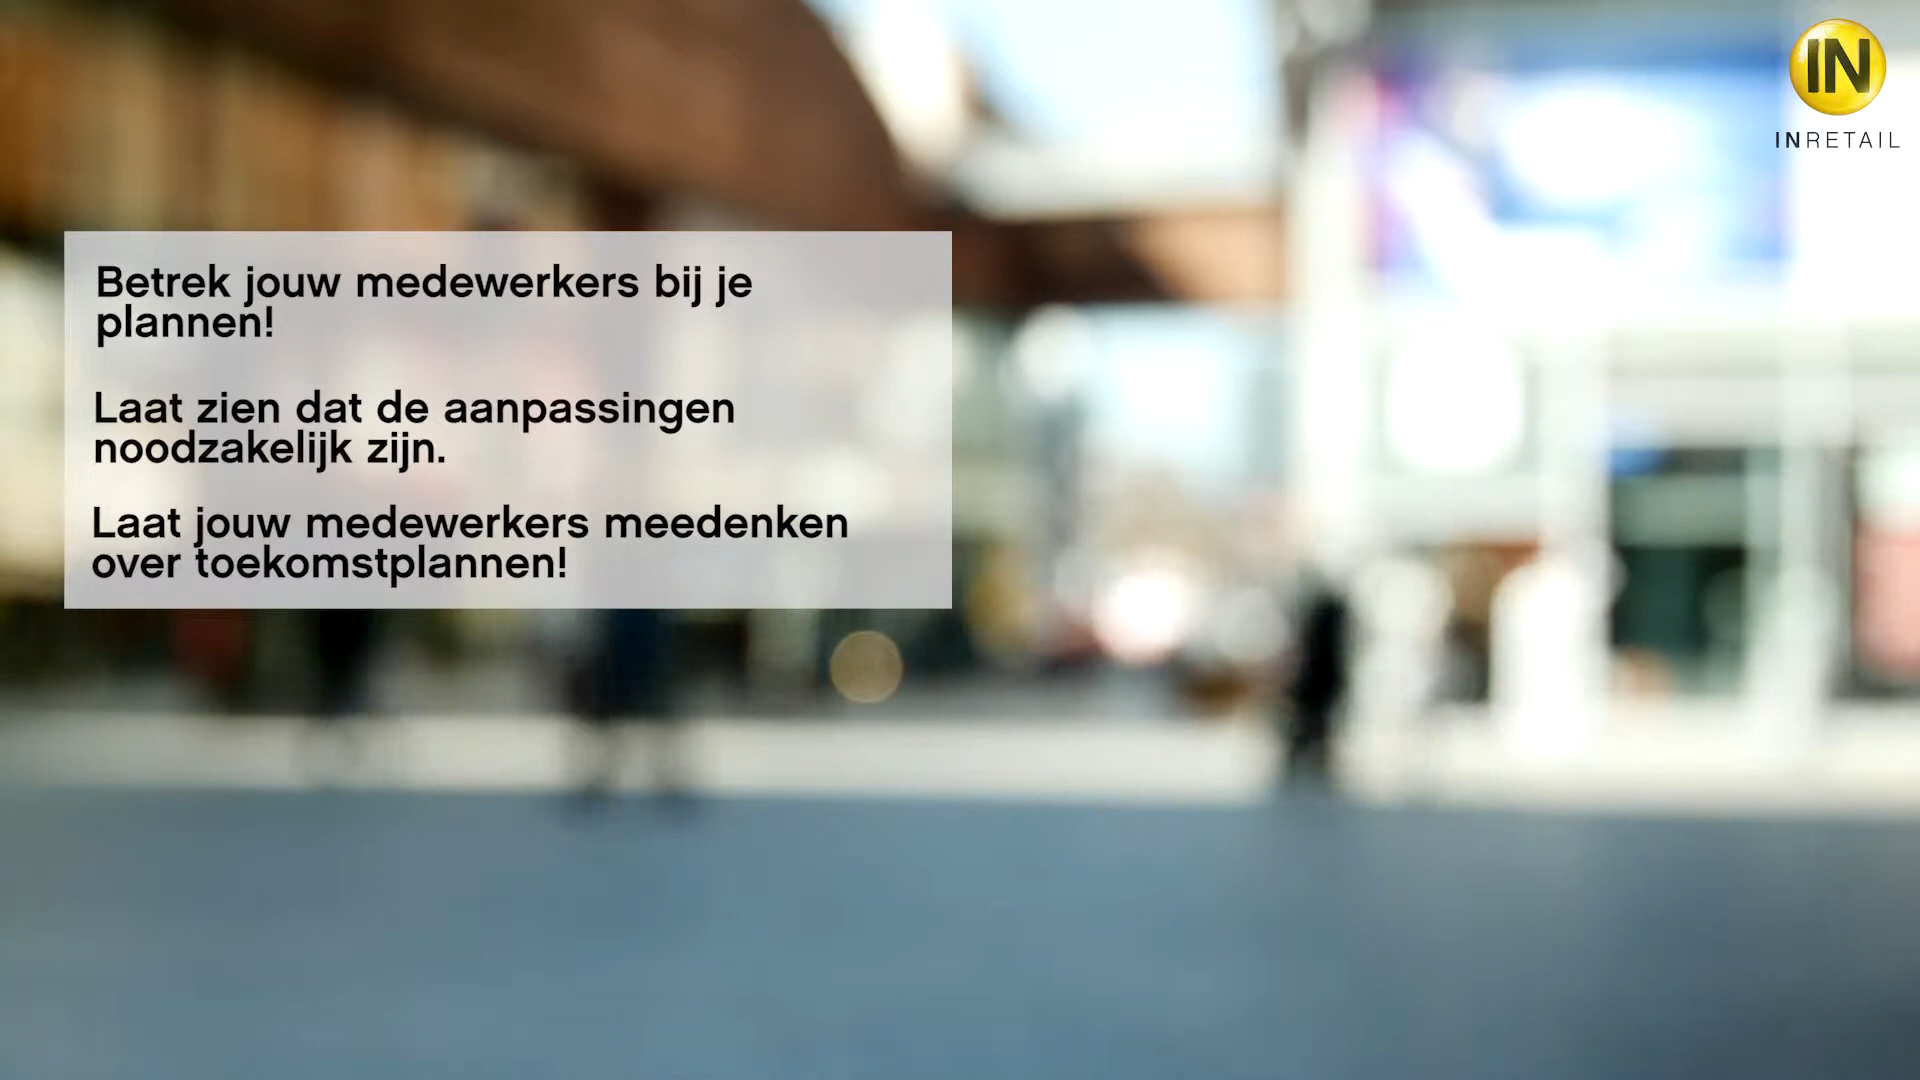 IN
INRETAIL
Betrek jouw medewerkers bij je
plannen!
Laat zien dat de aanpassingen
noodzakelijk zijn.
Laat jouw medewerkers meedenken
over toekomstplannen!